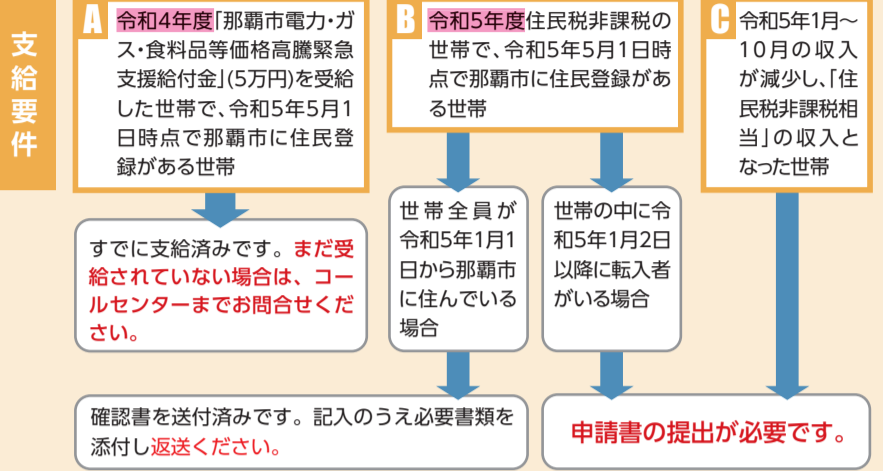 支給要件
A
令和4年度「那覇市電力・ガ
ス・食料品等価格高騰緊急
支援給付金」(5万円)を受給
した世帯で、令和5年5月1
日時点で那覇市に住民登
録がある世帯
すでに支給済みです。まだ受
給されていない場合は、コー
ルセンターまでお問合せくだ
さい。
B
令和5年度住民税非課税の
世帯で、令和5年5月1日時
点で那覇市に住民登録があ
る世帯
世帯全員が
令和5年1月1
日から那覇市
に住んでいる
場合
確認書を送付済みです。記入のうえ必要書類を
添付し返送ください。
世帯の中に令
和5年1月2日
以降に転入者
がいる場合
C
令和5年1月〜
10月の収入
が減少し、「住
民税非課税相
当」の収入と
なった世帯
申請書の提出が必要です。